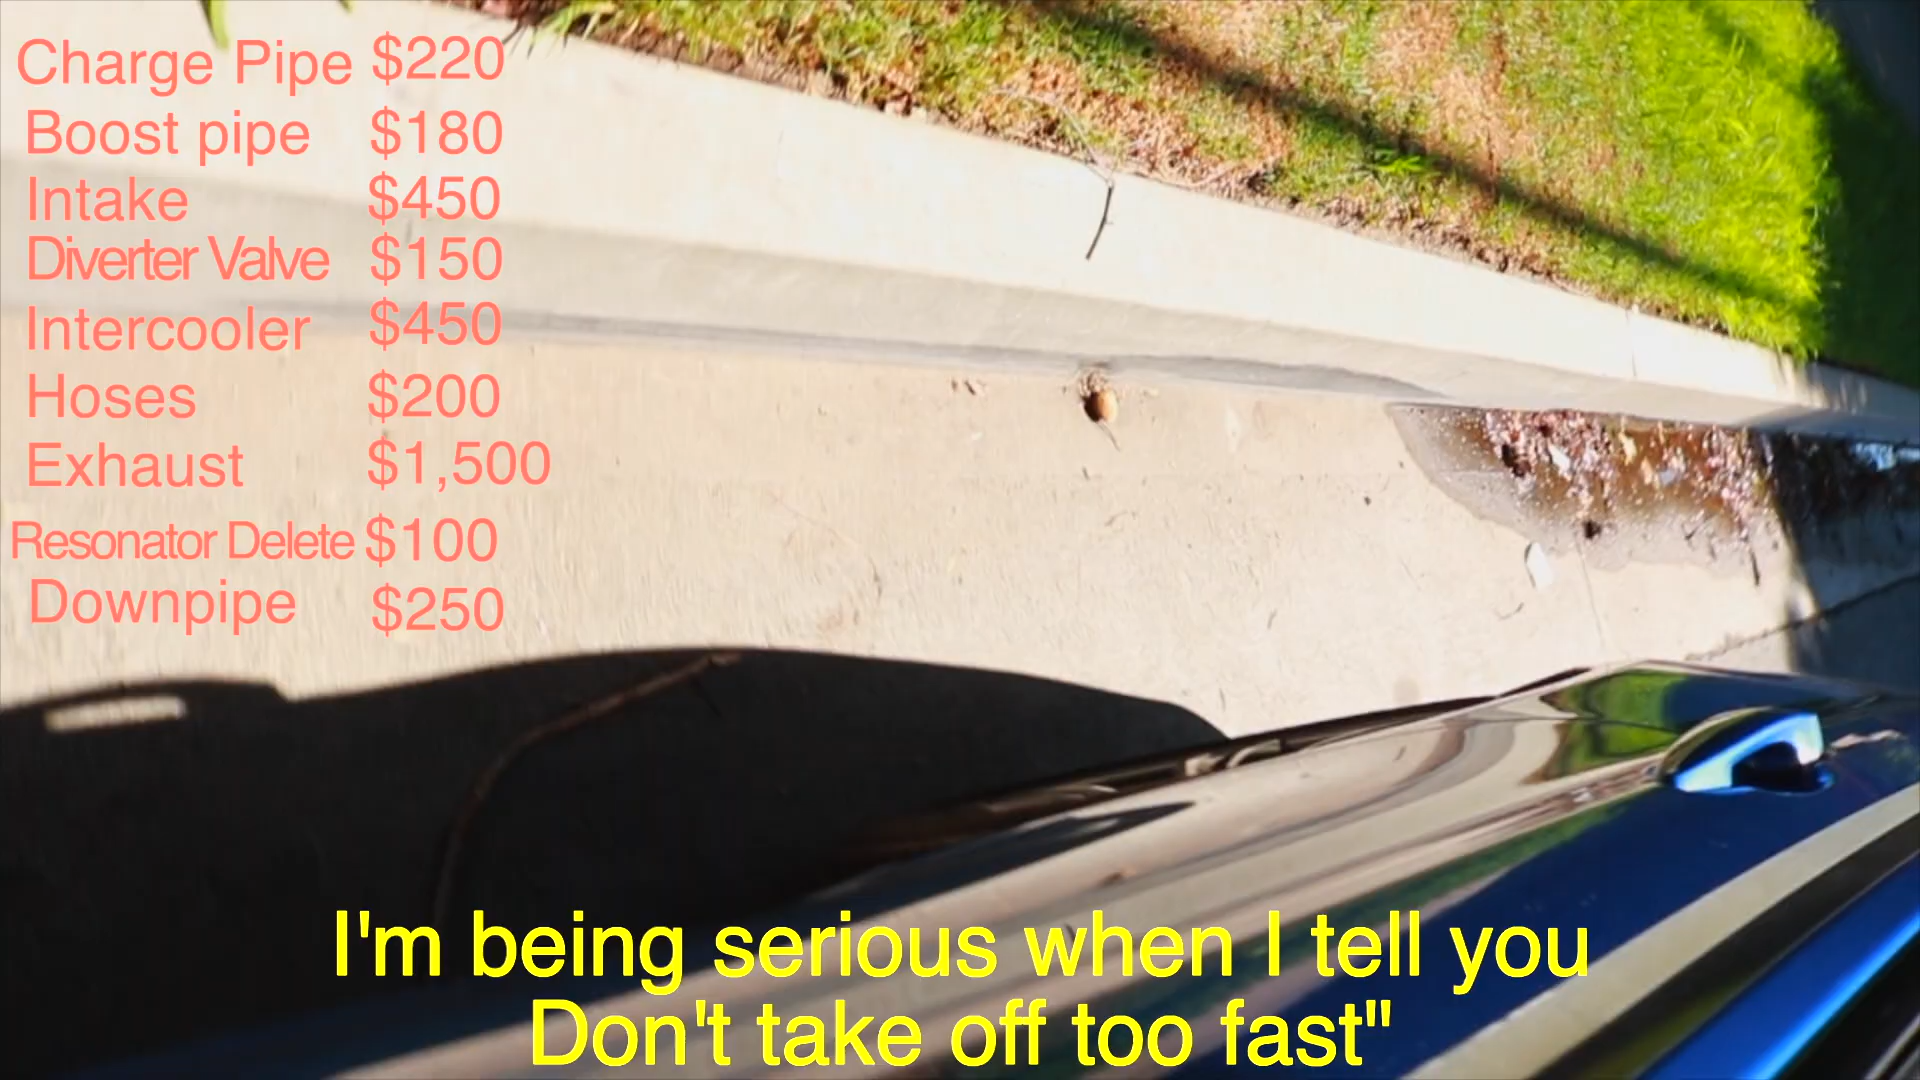 Charge Pipe $220
Boost pipe $180
Intake $450
Diverter Valve $150
Intercooler $450
Hoses $200
Exhaust $1,500
Resonator Delete $100
Downpipe $250
I'm being serious when I tell you
Don't take off too fast"